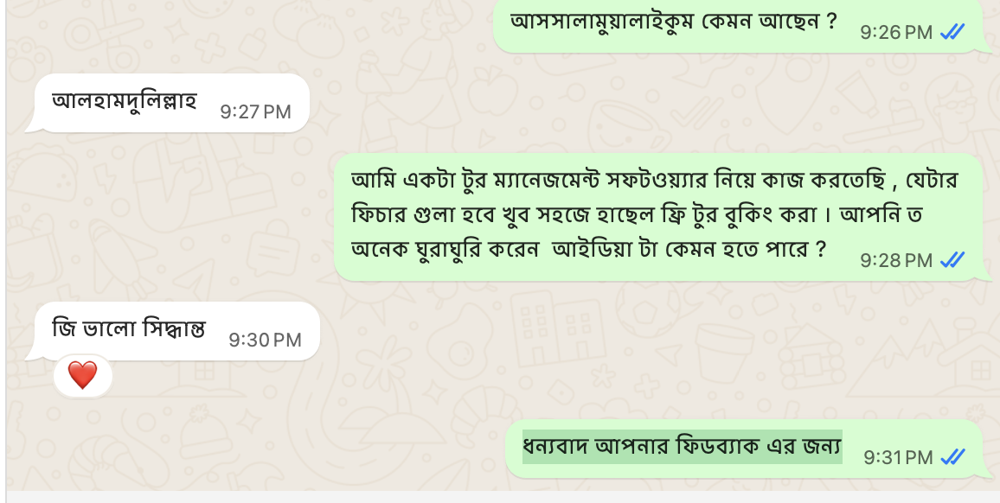 আসসালামুয়ালাইকুম কেমন আছেন ?
9:26 PM
আলহামদুলিল্লাহ
9:27 PM
আমি একটা টুর ম্যানেজমেন্ট সফটওয়্যার নিয়ে কাজ করতেছি , যেটার
ফিচার গুলা হবে খুব সহজে হাছেল ফ্রি টুর বুকিং করা । আপনি ত
অনেক ঘুরাঘুরি করেন  আইডিয়া টা কেমন হতে পারে ?
9:28 PM
জি ভালো সিদ্ধান্ত
9:30 PM
ধন্যবাদ আপনার ফিডব্যাক এর জন্য
9:31 PM